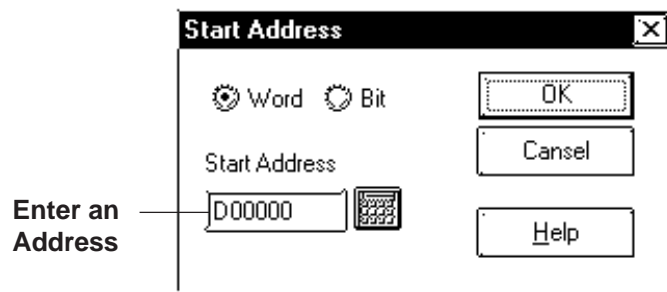 Start Address
Word Bit
OK
Cansel
Start Address
D00000
Help
Enter an
Address